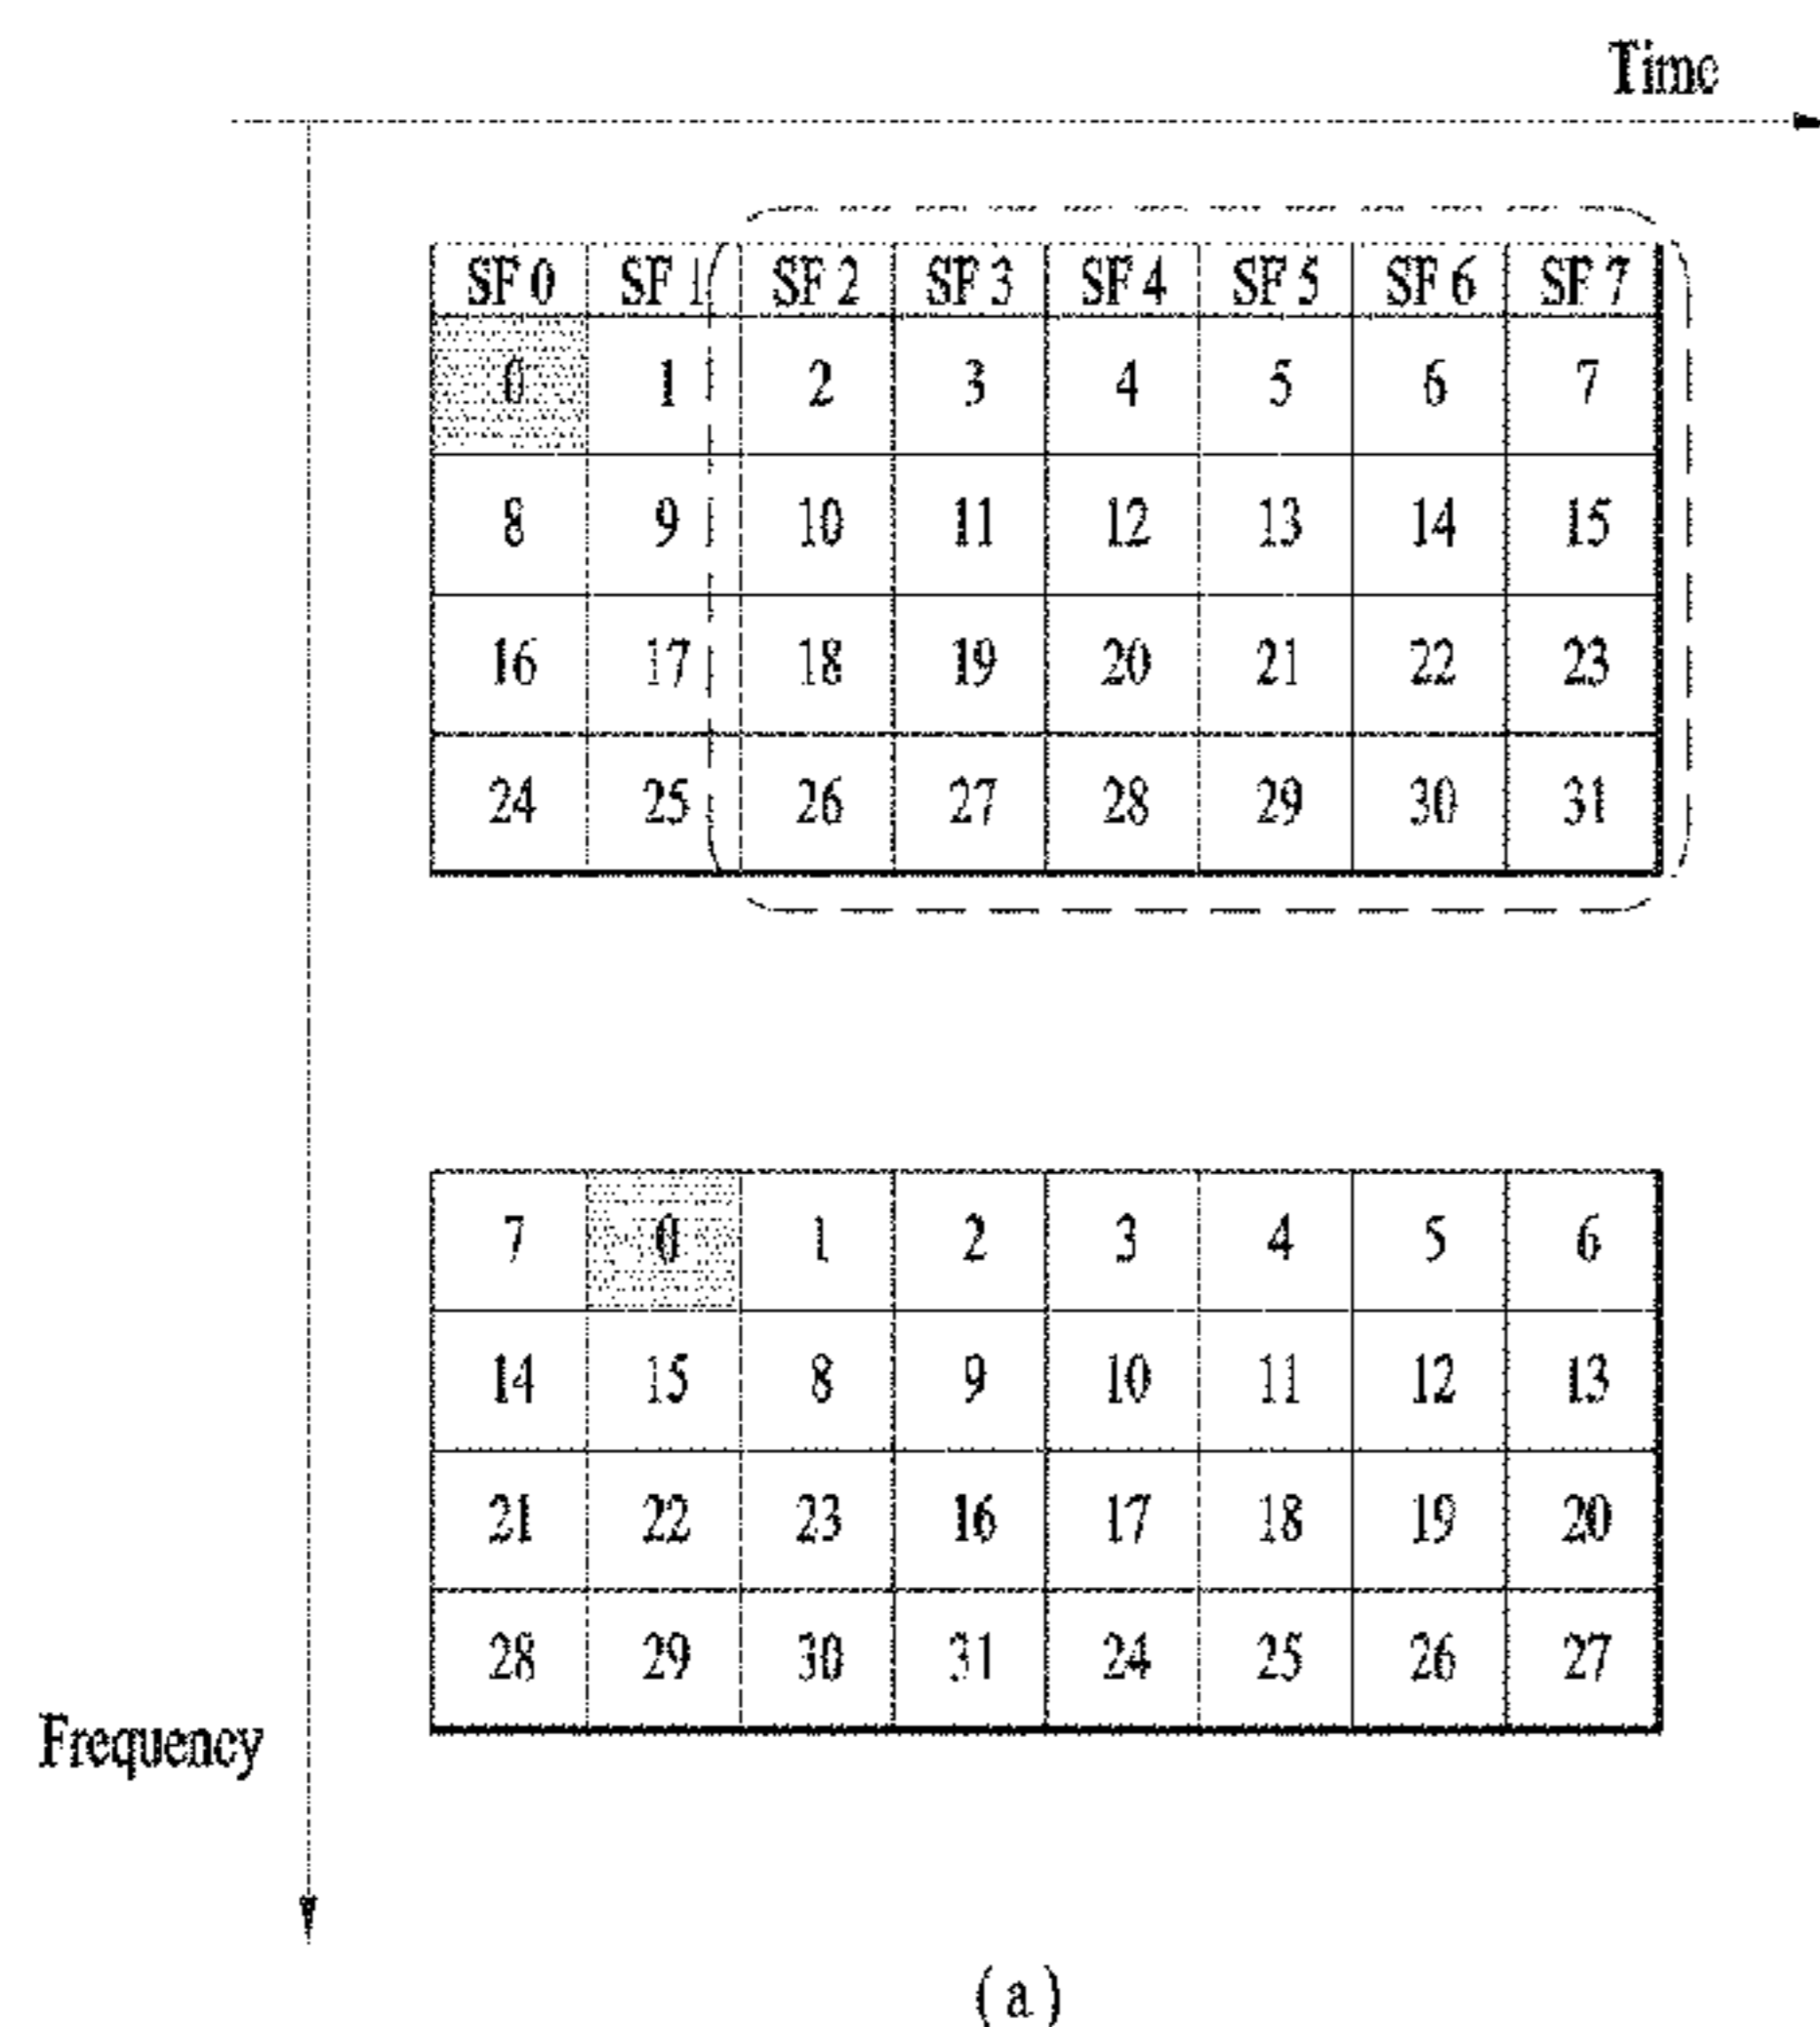 Time
SF 0 SF 1 SF 2 SF 3 SF 4 SF 5 SF 6 SF 7
0 1 2 3 4 5 6 7
8 9 10 11 12 13 14 15
16 17 18 19 20 21 22 23
24 25 26 27 28 29 30 31
7 0 1 2 3 4 5 6
14 15 8 9 10 11 12 13
21 22 23 16 17 18 19 20
28 29 30 31 24 25 26 27
Frequency
(a)